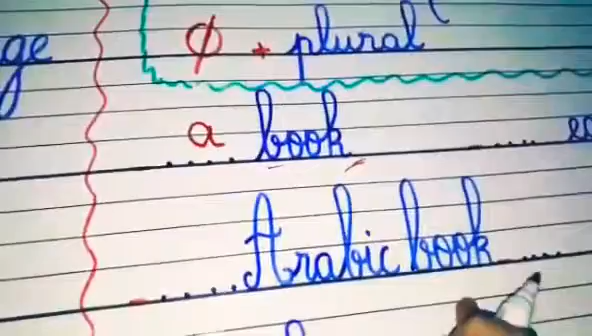 ge ϕ + plural
..... a book .....
..... Arabic book ....